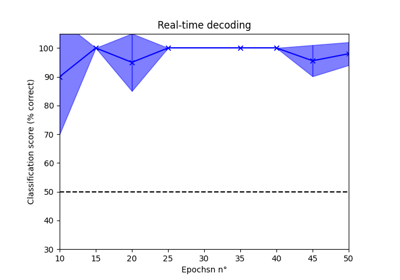 Real-time decoding
100
90
80
70
60
50
40
30
Classification score (% correct)
10 15 20 25 30 35 40 45 50
Epochsn n°